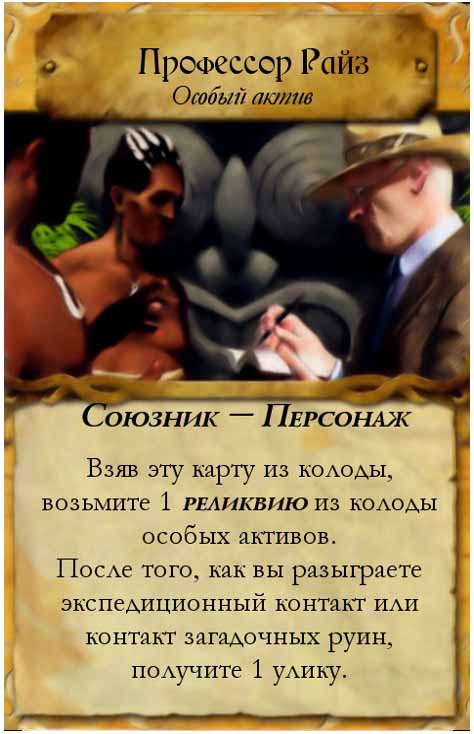 Профессор Райз
Особый актив
Союзник — Персонаж
Взяв эту карту из колоды,
возьмите 1 реликвию из колоды
особых активов.
После того, как вы разыграете
экспедиционный контакт или
контакт загадочных руин,
получите 1 улику.